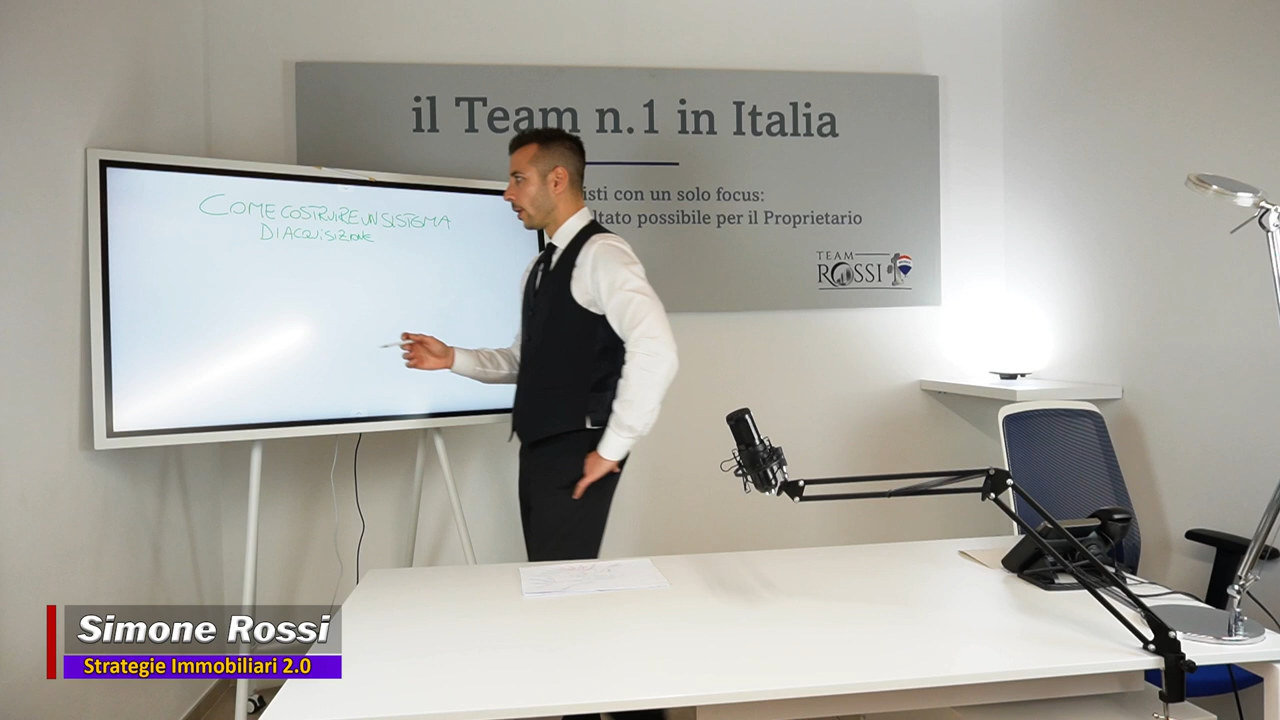 il Team n.1 in Italia
isti con un solo focus:
ltato possibile per il Proprietario
TEAM
ROSSI
COME COSTRUIRE UN SISTEMA
DI ACQUISIZIONE
Simone Rossi
Strategie Immobiliari 2.0